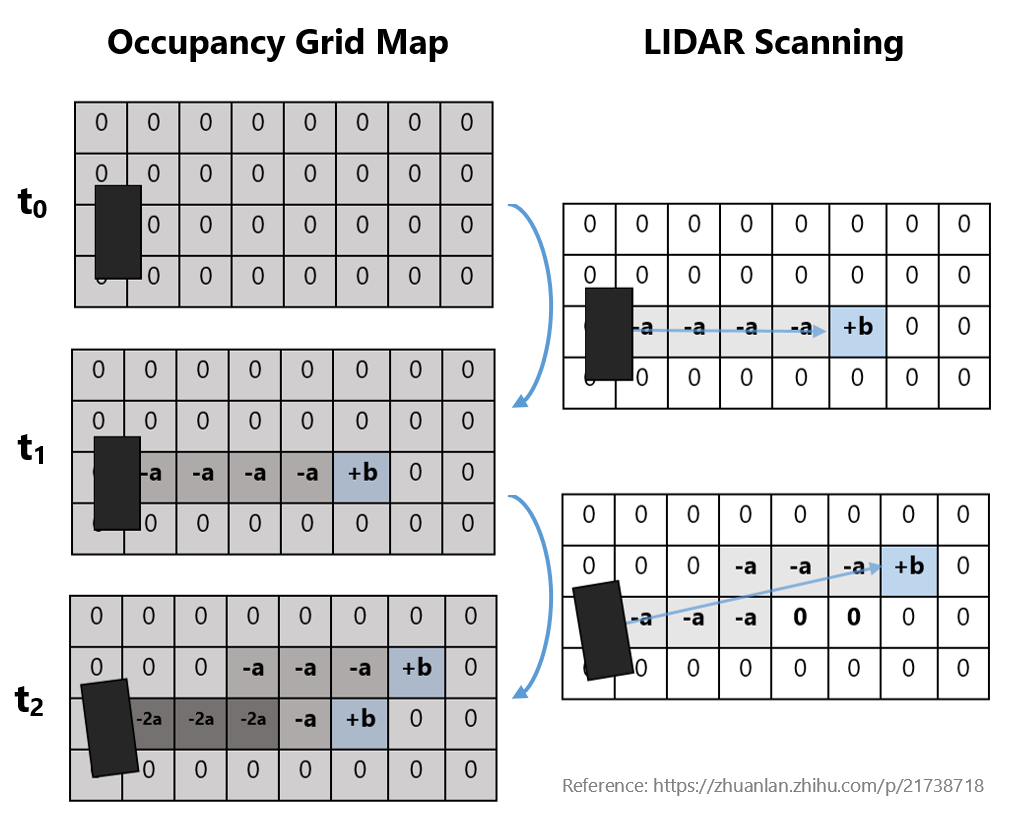 Occupancy Grid Map
LIDAR Scanning
t0
0 0 0 0 0 0 0 0
0 0 0 0 0 0 0 0
0 0 0 0 0 0 0
0 0 0 0 0 0 0
0 0 0 0 0 0 0 0
0 0 0 0 0 0 0 0
-a -a -a -a +b 0 0
0 0 0 0 0 0 0
t1
0 0 0 0 0 0 0 0
0 0 0 0 0 0 0 0
-a -a -a -a +b 0 0
0 0 0 0 0 0 0
0 0 0 0 0 0 0 0
0 0 0 -a -a -a +b 0
-a -a -a 0 0 0 0
0 0 0 0 0 0 0
t2
0 0 0 0 0 0 0 0
0 0 0 -a -a -a +b 0
-2a -2a -2a -a +b 0 0
0 0 0 0 0 0 0
Reference: https://zhuanlan.zhihu.com/p/21738718